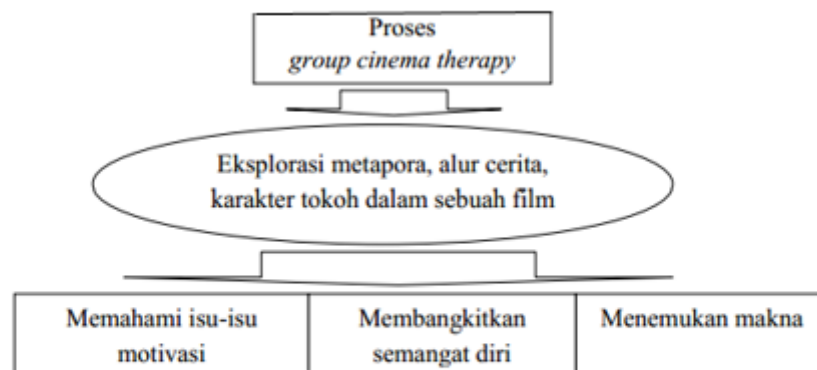 Proses
group cinema therapy
Eksplorasi metapora, alur cerita,
karakter tokoh dalam sebuah film
Memahami isu-isu
motivasi
Membangkitkan
semangat diri
Menemukan makna